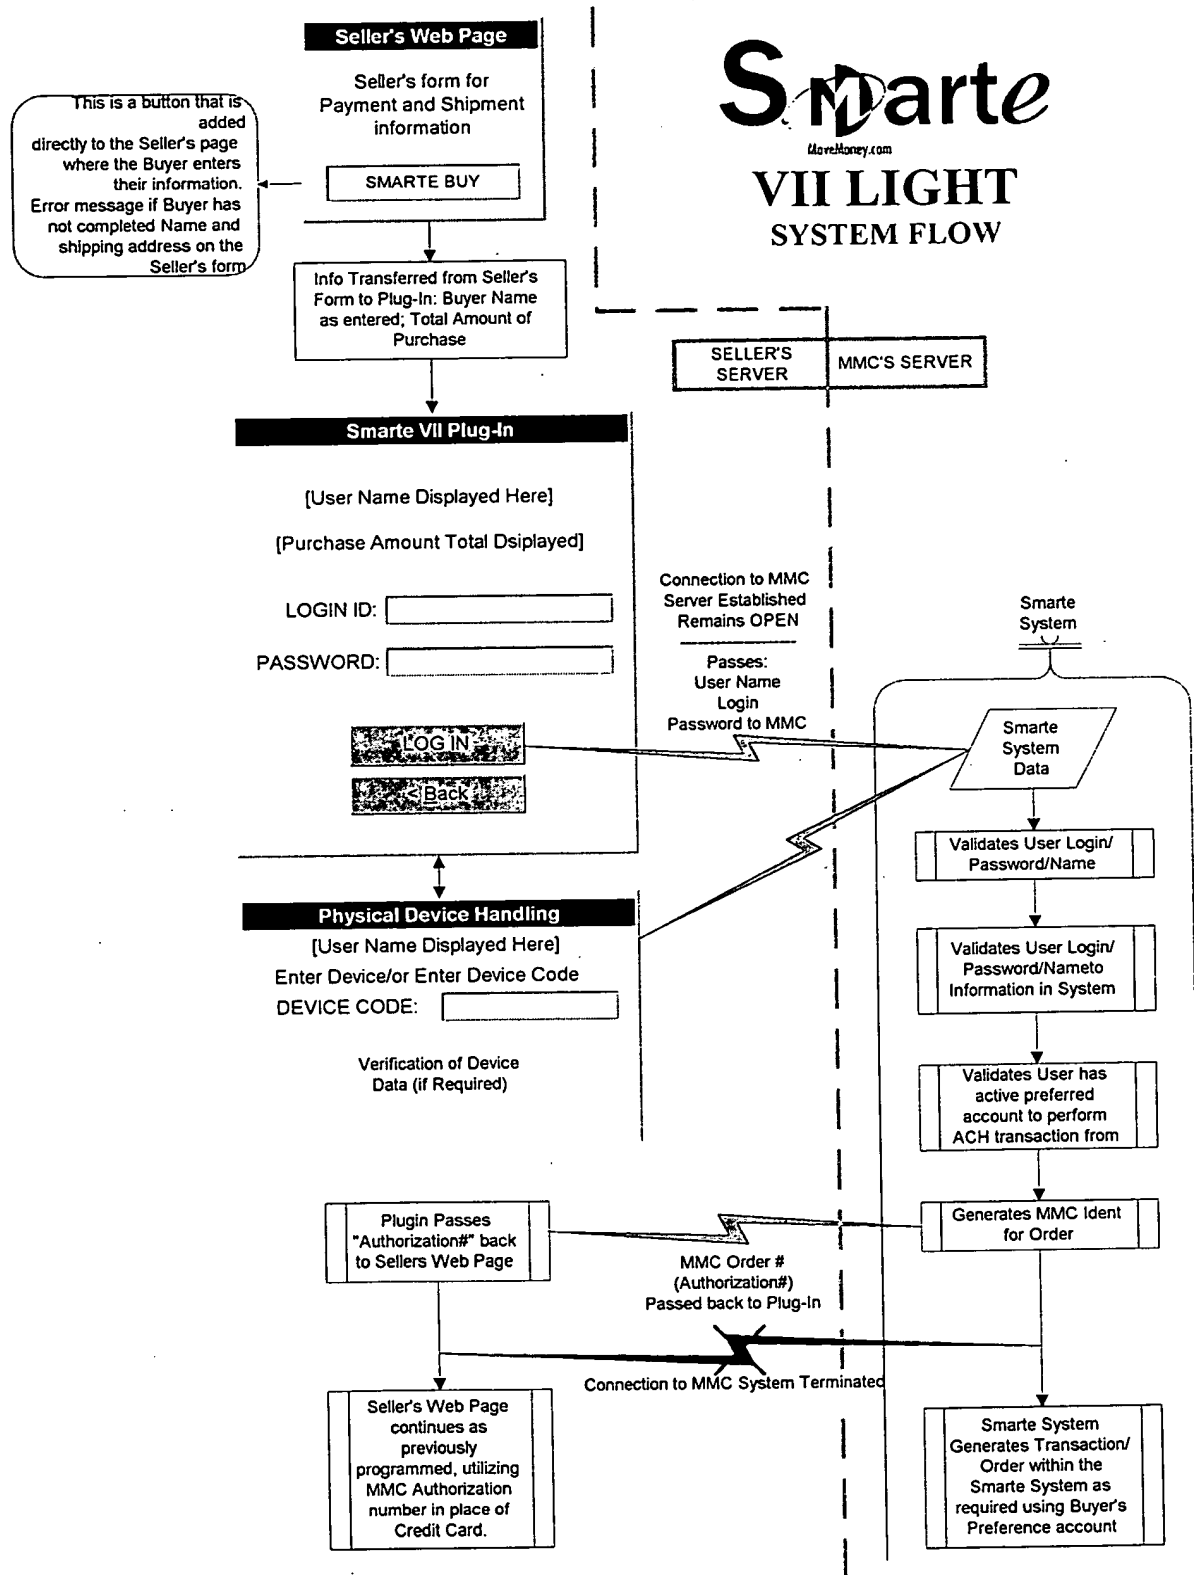 Seller's Web Page
Seller's form for
Payment and Shipment
information
SMARTE BUY
This is a button that is
added
directly to the Seller's page
where the Buyer enters
their information.
Error message if Buyer has
not completed Name and
shipping address on the
Seller's form
Smarte
MoveMoney.com
VII LIGHT
SYSTEM FLOW
Info Transferred from Seller's
Form to Plug-In: Buyer Name
as entered; Total Amount of
Purchase
SELLER'S
SERVER
MMC'S SERVER
Smarte VII Plug-In
[User Name Displayed Here]
[Purchase Amount Total Dsiplayed]
LOGIN ID:
PASSWORD:
LOG IN
< Back
Connection to MMC
Server Established
Remains OPEN
Passes:
User Name
Login
Password to MMC
Smarte
System
Smarte
System
Data
Validates User Login/
Password/Name
Physical Device Handling
[User Name Displayed Here]
Enter Device/or Enter Device Code
DEVICE CODE:
Verification of Device
Data (if Required)
Validates User Login/
Password/Nameto
Information in System
Validates User has
active preferred
account to perform
ACH transaction from
Generates MMC Ident
for Order
Plugin Passes
"Authorization#" back
to Sellers Web Page
MMC Order #
(Authorization#)
Passed back to Plug-In
Connection to MMC System Terminated
Seller's Web Page
continues as
previously
programmed, utilizing
MMC Authorization
number in place of
Credit Card.
Smarte System
Generates Transaction/
Order within the
Smarte System as
required using Buyer's
Preference account